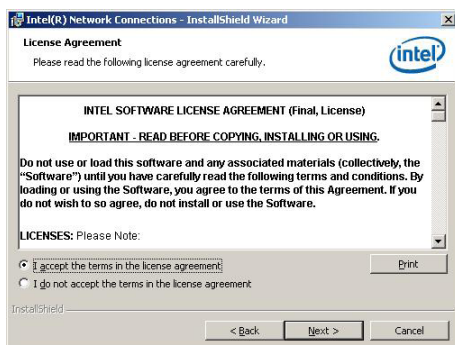 Intel(R) Network Connections - InstallShield Wizard
License Agreement
Please read the following license agreement carefully.
intel
INTEL SOFTWARE LICENSE AGREEMENT (Final, License)
IMPORTANT - READ BEFORE COPYING, INSTALLING OR USING.
Do not use or load this software and any associated materials (collectively, the
“Software”) until you have carefully read the following terms and conditions. By
loading or using the Software, you agree to the terms of this Agreement. If you
do not wish to so agree, do not install or use the Software.
LICENSES: Please Note:
I accept the terms in the license agreement
Print
I do not accept the terms in the license agreement
InstallShield
< Back
Next >
Cancel